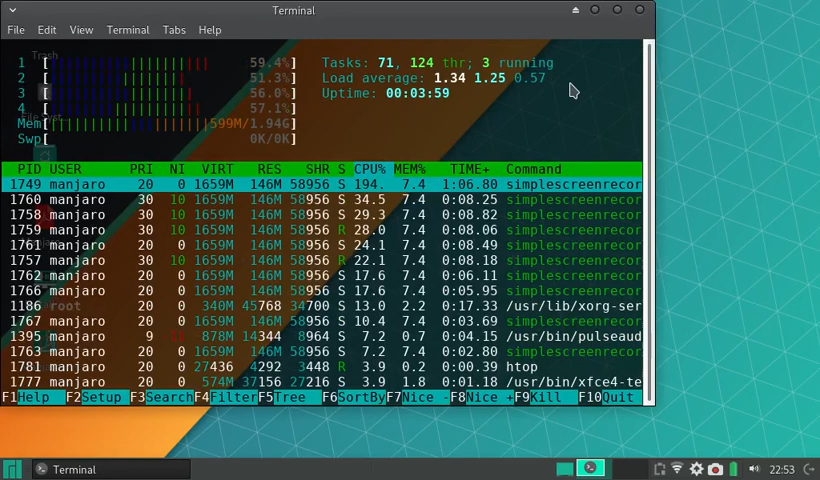 Terminal
File Edit View Terminal Tabs Help
Trash
1 [ 59.4%] Tasks: 71, 124 thr; 3 running
2 [ 51.3%] Load average: 1.34 1.25 0.57
3 [ 56.0%] Uptime: 00:03:59
4 [ 57.1%]
Mem[ 599M/1.94G]
Swp[ 0K/0K]
PID USER PRI NI VIRT RES SHR S CPU% MEM% TIME+ Command
1749 manjaro 20 0 1659M 146M 58956 S 194. 7.4 1:06.80 simplescreenrecor
1760 manjaro 30 10 1659M 146M 58956 S 34.5 7.4 0:08.25 simplescreenrecor
1758 manjaro 30 10 1659M 146M 58956 S 29.3 7.4 0:08.82 simplescreenrecor
1759 manjaro 30 10 1659M 146M 58956 R 28.0 7.4 0:08.06 simplescreenrecor
1761 manjaro 20 0 1659M 146M 58956 S 24.1 7.4 0:08.49 simplescreenrecor
1757 manjaro 30 10 1659M 146M 58956 R 22.1 7.4 0:08.18 simplescreenrecor
1762 manjaro 20 0 1659M 146M 58956 S 17.6 7.4 0:06.11 simplescreenrecor
1766 manjaro 20 0 1659M 146M 58956 S 17.6 7.4 0:05.95 simplescreenrecor
1186 root 20 0 340M 45768 34700 S 13.0 2.2 0:17.33 /usr/lib/xorg-ser
1767 manjaro 20 0 1659M 146M 58956 S 10.4 7.4 0:03.69 simplescreenrecor
1395 manjaro 9 -11 878M 14344 8964 S 7.2 0.7 0:04.15 /usr/bin/pulseaud
1763 manjaro 20 0 1659M 146M 58956 S 7.2 7.4 0:02.80 simplescreenrecor
1781 manjaro 20 0 27436 4292 3448 R 3.9 0.2 0:00.39 htop
1777 manjaro 20 0 574M 37156 27216 S 3.9 1.8 0:01.18 /usr/bin/xfce4-te
F1Help F2Setup F3Search F4Filter F5Tree F6SortBy F7Nice - F8Nice + F9Kill F10Quit
Terminal 22:53